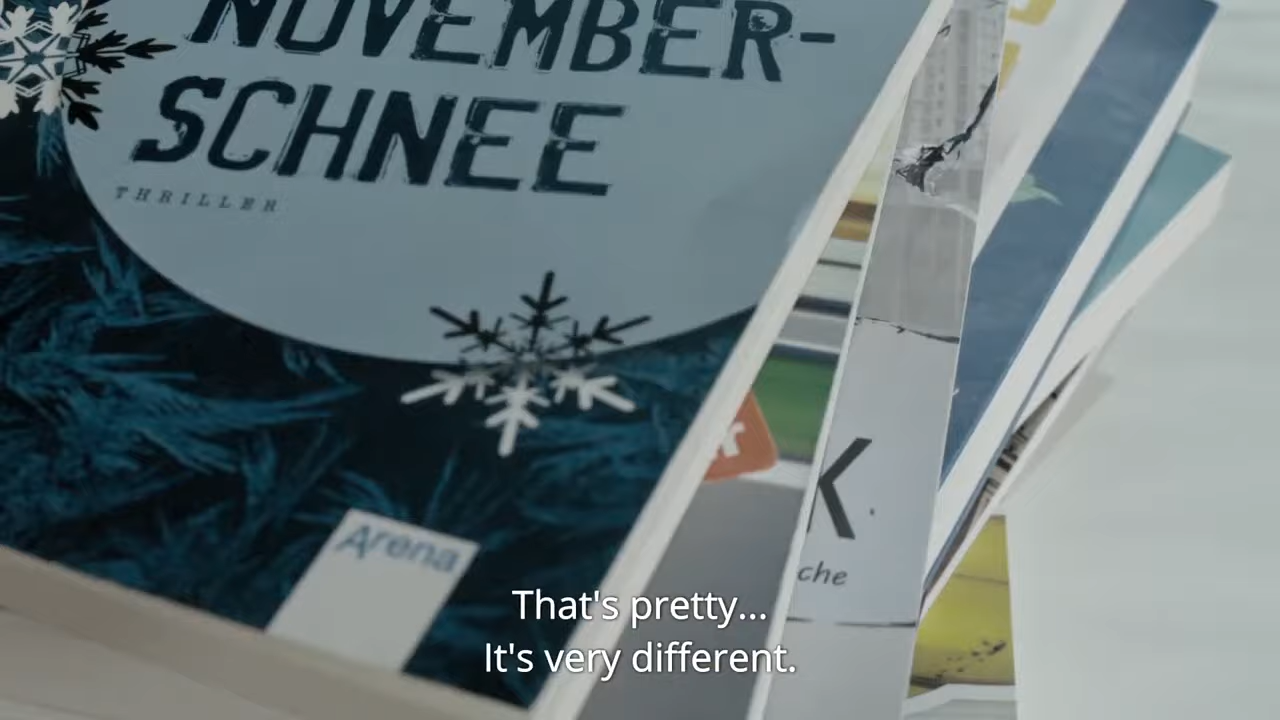 NOVEMBER-
SCHNEE
THRILLER
Arena
K
che
That's pretty...
It's very different.